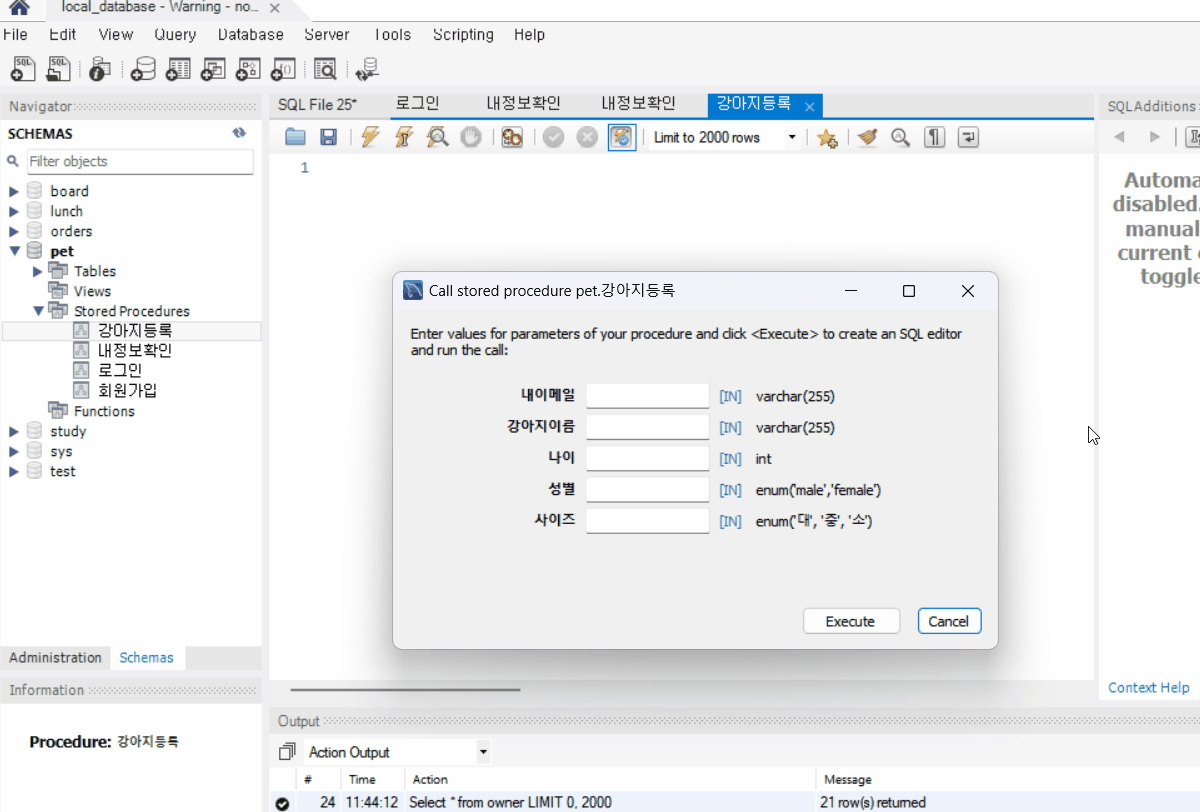 local_database - Warning - no...
File Edit View Query Database Server Tools Scripting Help
Navigator
SCHEMAS
Filter objects
board
lunch
orders
pet
Tables
Views
Stored Procedures
강아지등록
내정보확인
로그인
회원가입
Functions
study
sys
test
Administration Schemas
Information
Procedure: 강아지등록
SQL File 25* 로그인 내정보확인 내정보확인 강아지등록
Limit to 2000 rows
1
Call stored procedure pet.강아지등록
Enter values for parameters of your procedure and click <Execute> to create an SQL editor
and run the call:
내이메일 [IN] varchar(255)
강아지이름 [IN] varchar(255)
나이 [IN] int
성별 [IN] enum('male','female')
사이즈 [IN] enum('대', '중', '소')
Execute Cancel
SQLAdditions
Automa
disabled.
manual
current
toggle
Context Help
Output
Action Output
# Time Action Message
24 11:44:12 Select * from owner LIMIT 0, 2000 21 row(s) returned